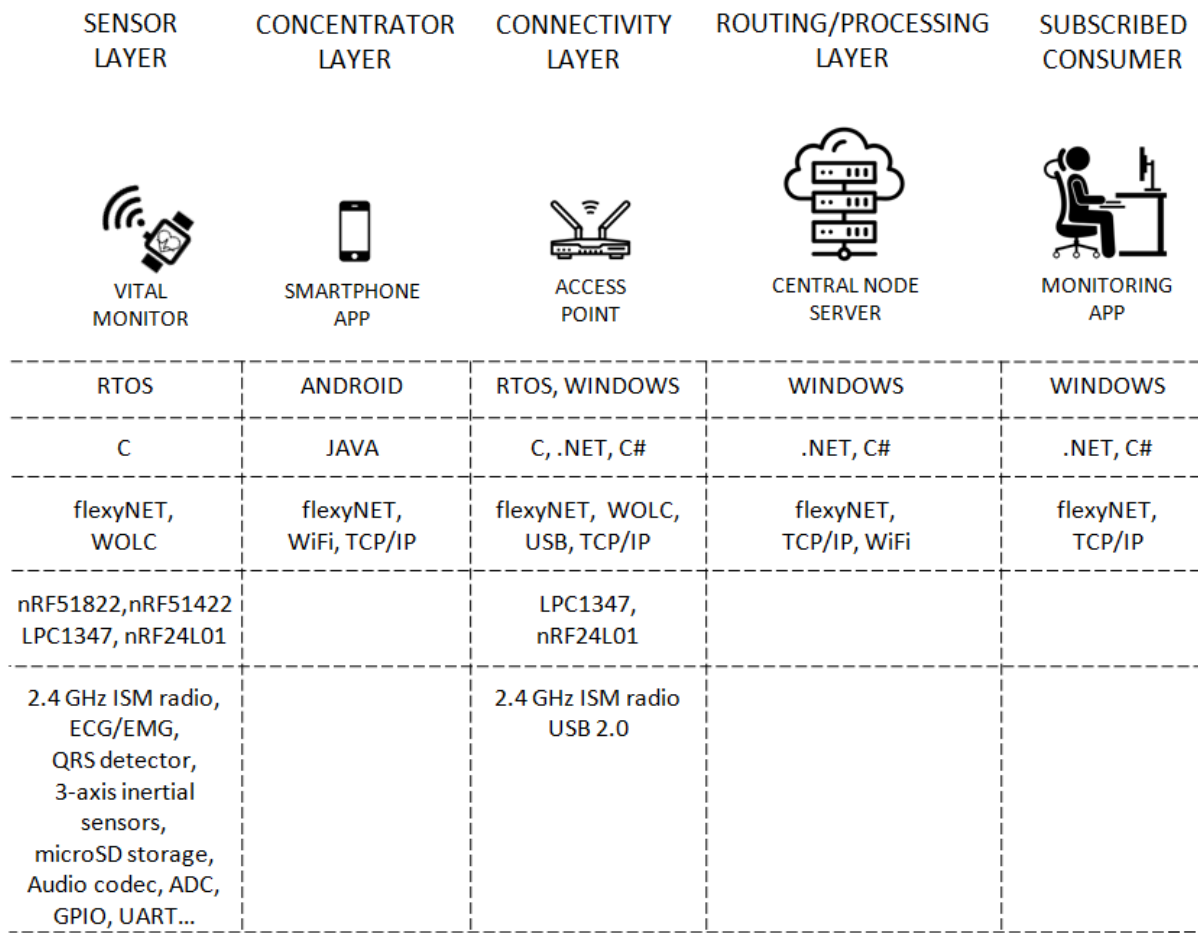 SENSOR
LAYER
CONCENTRATOR
LAYER
CONNECTIVITY
LAYER
ROUTING/PROCESSING
LAYER
SUBSCRIBED
CONSUMER
VITAL
MONITOR
SMARTPHONE
APP
ACCESS
POINT
CENTRAL NODE
SERVER
MONITORING
APP
RTOS
ANDROID
RTOS, WINDOWS
WINDOWS
WINDOWS
C
JAVA
C, .NET, C#
.NET, C#
.NET, C#
flexyNET,
WOLC
flexyNET,
WiFi, TCP/IP
flexyNET, WOLC,
USB, TCP/IP
flexyNET,
TCP/IP, WiFi
flexyNET,
TCP/IP
nRF51822,nRF51422
LPC1347, nRF24L01
LPC1347,
nRF24L01
2.4 GHz ISM radio,
ECG/EMG,
QRS detector,
3-axis inertial
sensors,
microSD storage,
Audio codec, ADC,
GPIO, UART...
2.4 GHz ISM radio
USB 2.0